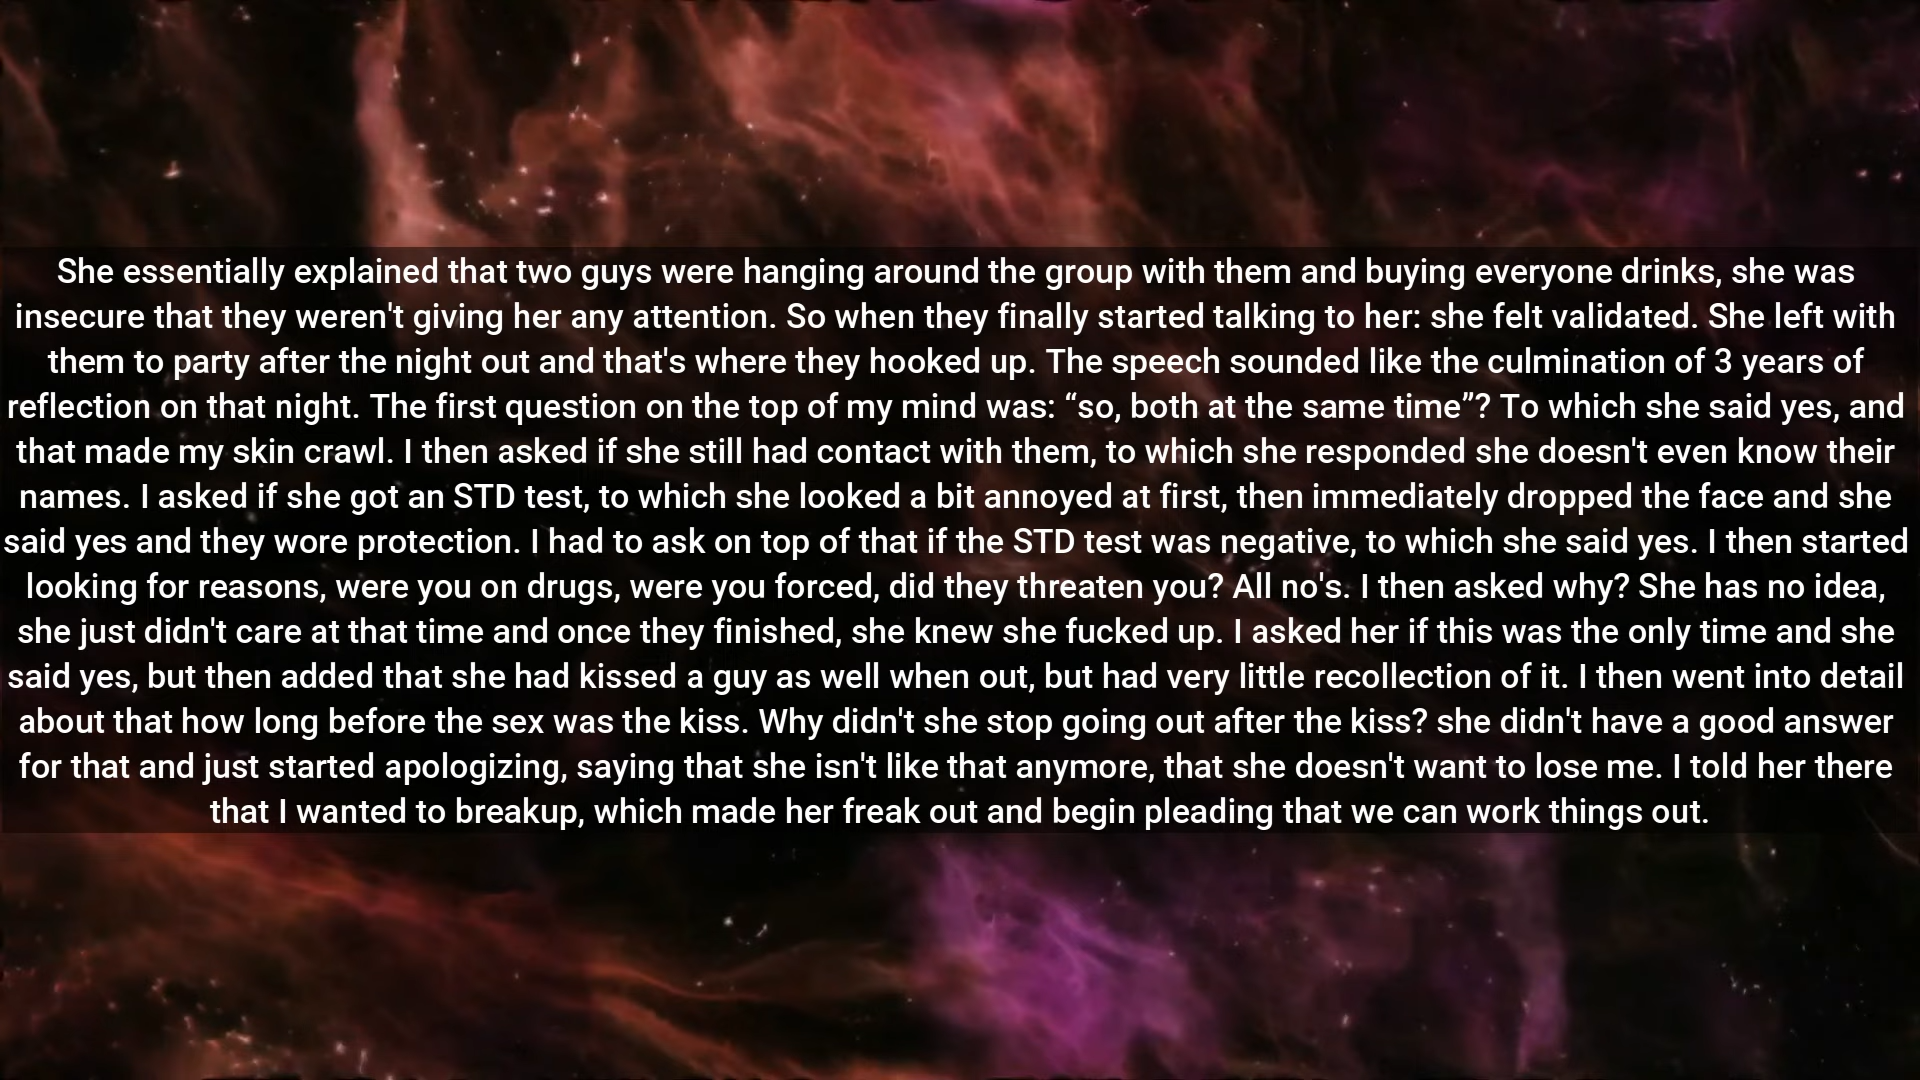 She essentially explained that two guys were hanging around the group with them and buying everyone drinks, she was
insecure that they weren't giving her any attention. So when they finally started talking to her: she felt validated. She left with
them to party after the night out and that's where they hooked up. The speech sounded like the culmination of 3 years of
reflection on that night. The first question on the top of my mind was: “so, both at the same time”? To which she said yes, and
that made my skin crawl. I then asked if she still had contact with them, to which she responded she doesn't even know their
names. I asked if she got an STD test, to which she looked a bit annoyed at first, then immediately dropped the face and she
said yes and they wore protection. I had to ask on top of that if the STD test was negative, to which she said yes. I then started
looking for reasons, were you on drugs, were you forced, did they threaten you? All no's. I then asked why? She has no idea,
she just didn't care at that time and once they finished, she knew she fucked up. I asked her if this was the only time and she
said yes, but then added that she had kissed a guy as well when out, but had very little recollection of it. I then went into detail
about that how long before the sex was the kiss. Why didn't she stop going out after the kiss? she didn't have a good answer
for that and just started apologizing, saying that she isn't like that anymore, that she doesn't want to lose me. I told her there
that I wanted to breakup, which made her freak out and begin pleading that we can work things out.